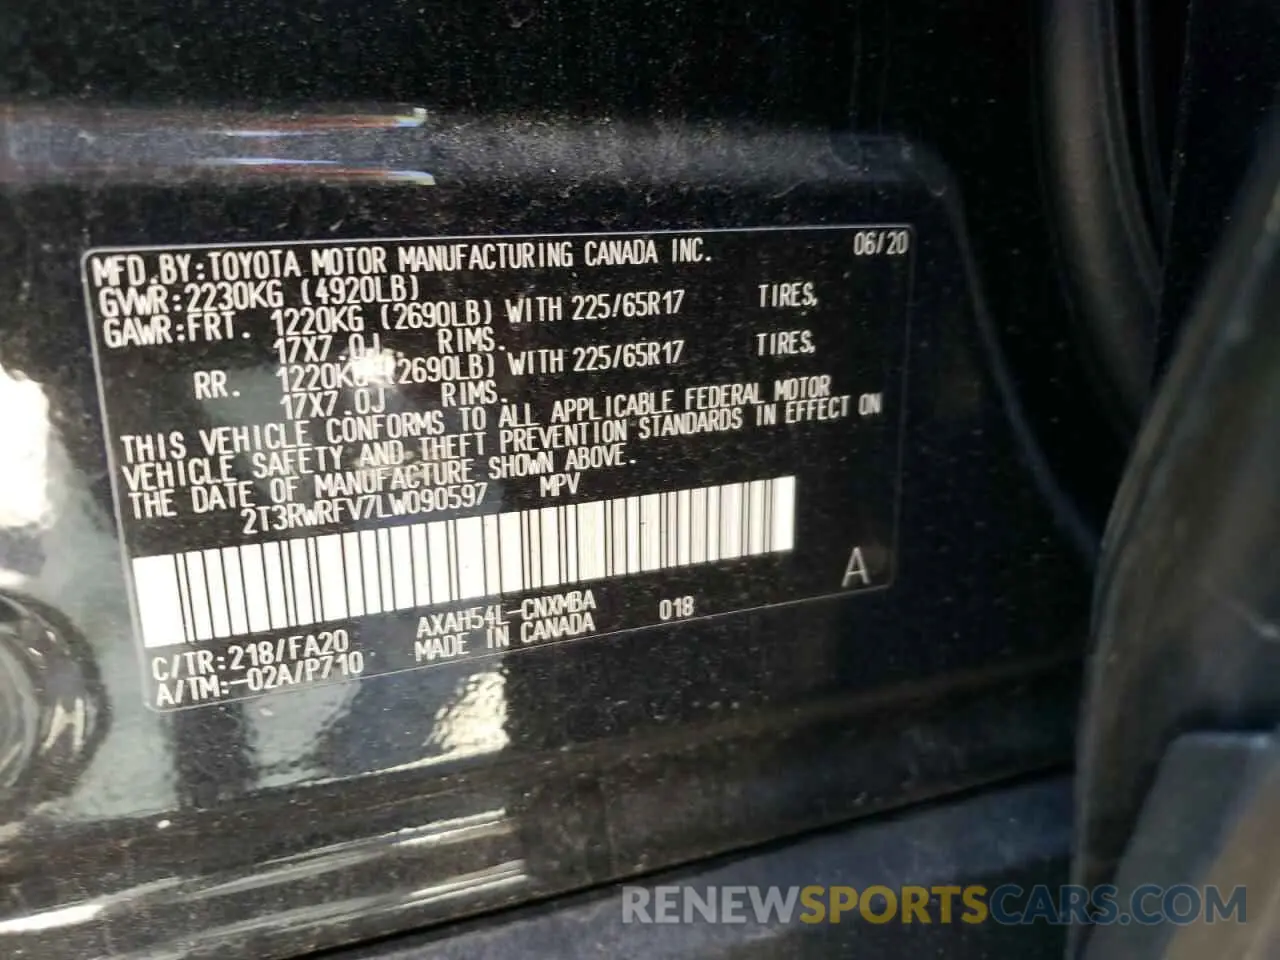 MFD.BY:TOYOTA MOTOR MANUFACTURING CANADA INC. 06/20
GVWR:2230KG (4920LB)
GAWR:FRT. 1220KG (2690LB) WITH 225/65R17 TIRES,
17X7.0J. RIMS.
RR. 1220KG (2690LB) WITH 225/65R17 TIRES,
17X7.0J RIMS.
THIS VEHICLE CONFORMS TO ALL APPLICABLE FEDERAL MOTOR
VEHICLE SAFETY AND THEFT PREVENTION STANDARDS IN EFFECT ON
THE DATE OF MANUFACTURE SHOWN ABOVE.
2T3RWRFV7LW090597 MPV
A
C/TR:218/FA20 AXAH54L-CNXMBA 018
A/TM:-02A/P710 MADE IN CANADA
RENEWSPORTSCARS.COM